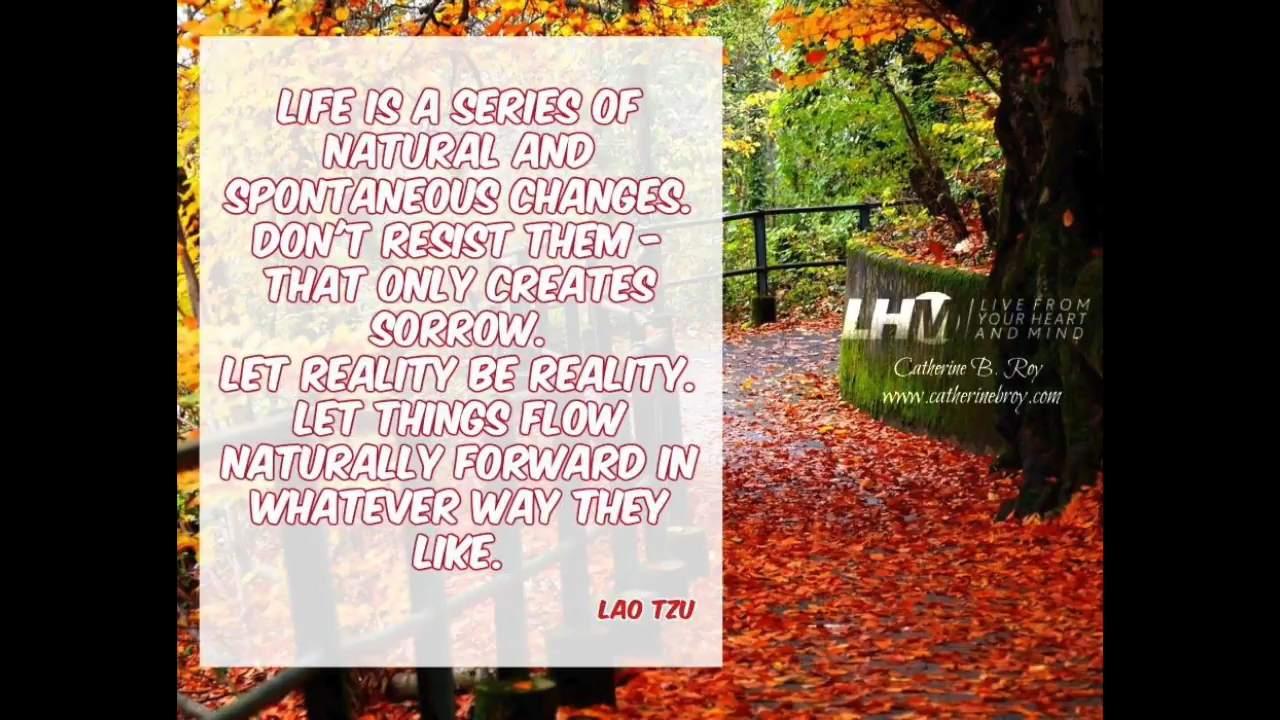 LIFE IS A SERIES OF
NATURAL AND
SPONTANEOUS CHANGES.
DON'T RESIST THEM -
THAT ONLY CREATES
SORROW.
LET REALITY BE REALITY.
LET THINGS FLOW
NATURALLY FORWARD IN
WHATEVER WAY THEY
LIKE.
LAO TZU
LHM
LIVE FROM
YOUR HEART
AND MIND
Catherine B. Roy
www.catherinebroy.com